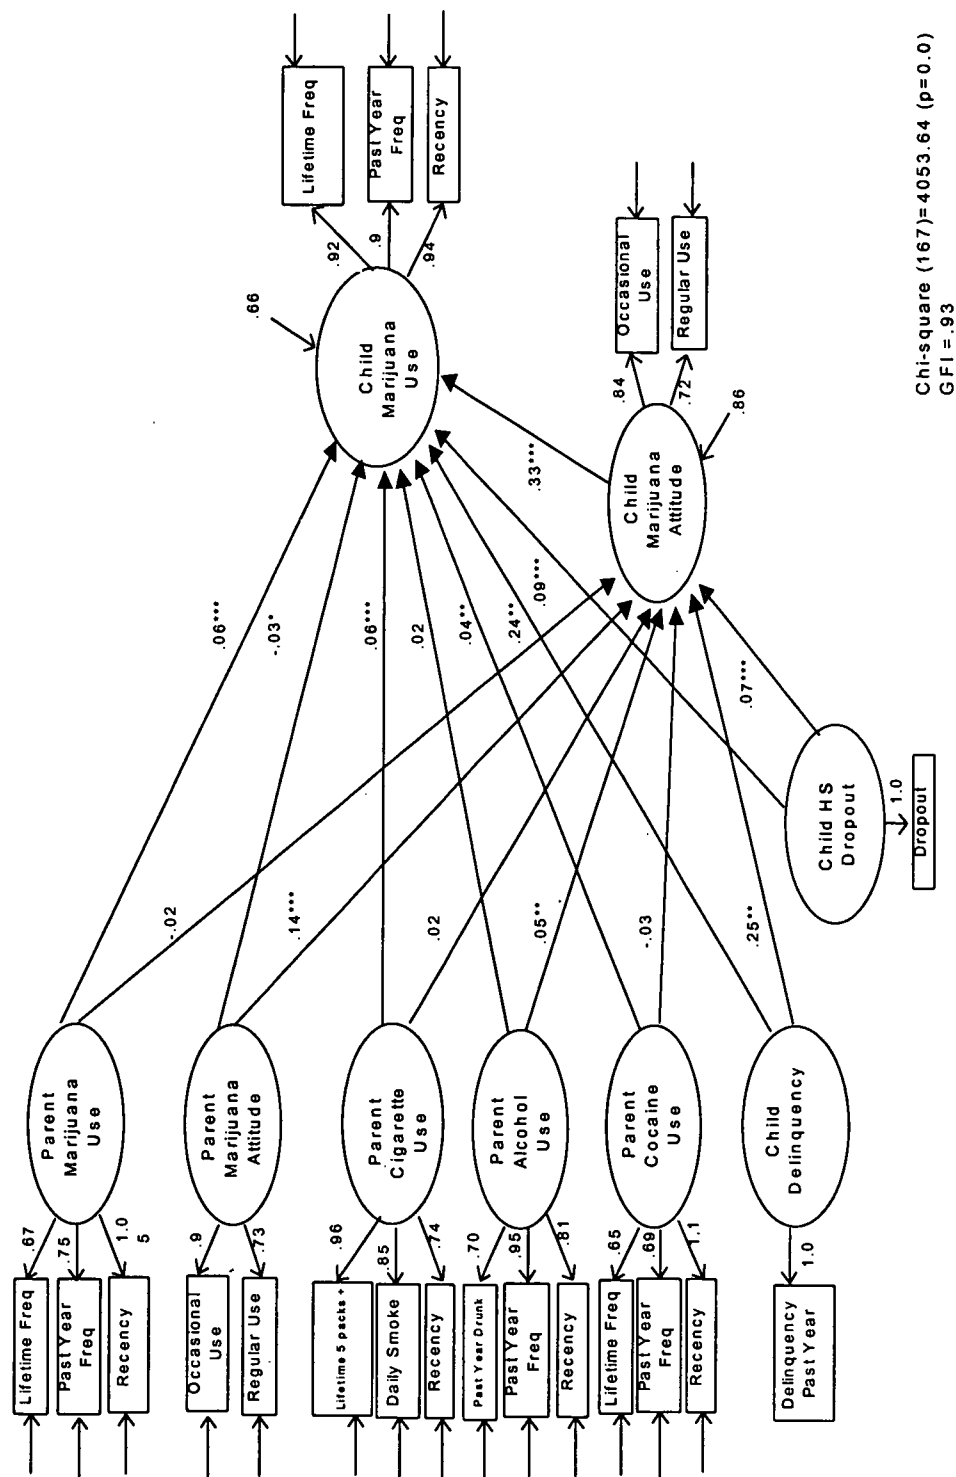 Lifetime Freq
Past Year
Freq
Recency
.67
.75
1.0
5
Parent
Marijuana
Use
Occasional
Use
Regular Use
.9
.73
Parent
Marijuana
Attitude
Lifetime 5 packs +
Daily Smoke
Recency
.96
.85
.74
Parent
Cigarette
Use
Past Year Drunk
Past Year
Freq
Recency
.70
.95
.81
Parent
Alcohol
Use
Lifetime Freq
Past Year
Freq
Recency
.65
.69
1.1
Parent
Cocaine
Use
Delinquency
Past Year
1.0
Child
Delinquency
Dropout
1.0
Child HS
Dropout
-.02
.14***
.02
.05**
-.03
.25**
.07***
.06***
-.03*
.06***
.02
.04**
.24**
.09***
.33***
Child
Marijuana
Use
.66
.92
.9
.94
Lifetime Freq
Past Year
Freq
Recency
Child
Marijuana
Attitude
.86
.84
.72
Occasional
Use
Regular Use
Chi-square (167)=4053.64 (p=0.0)
GFI=.93